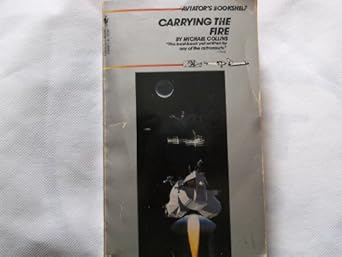 AVIATOR'S BOOKSHELF
CARRYING THE
FIRE
BY MICHAEL COLLINS
"The best book yet written by
any of the astronauts"